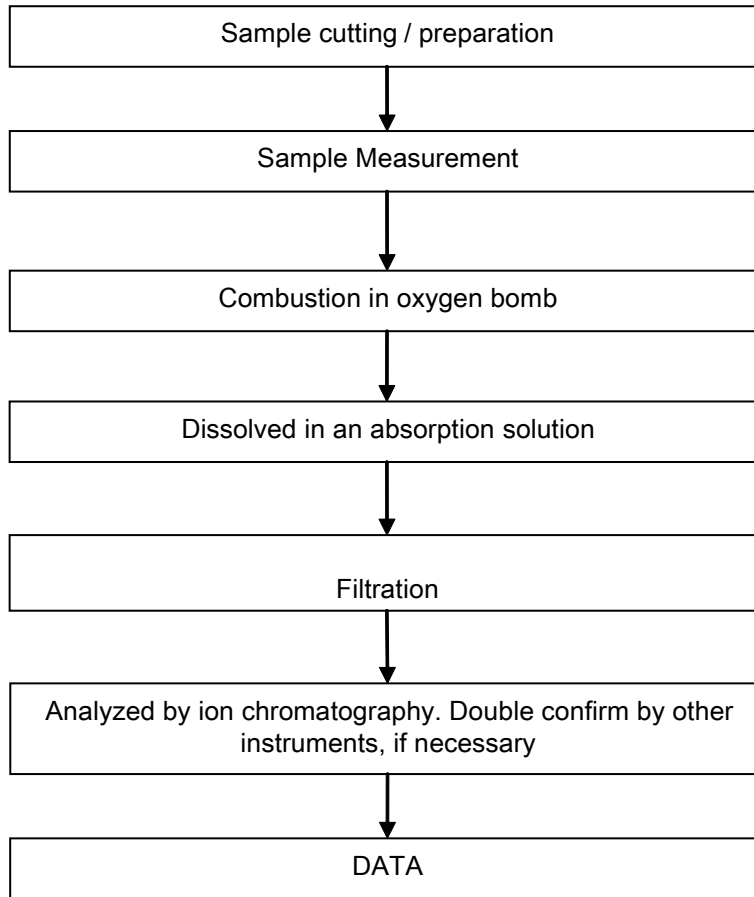 Sample cutting / preparation
Sample Measurement
Combustion in oxygen bomb
Dissolved in an absorption solution
Filtration
Analyzed by ion chromatography. Double confirm by other
instruments, if necessary
DATA